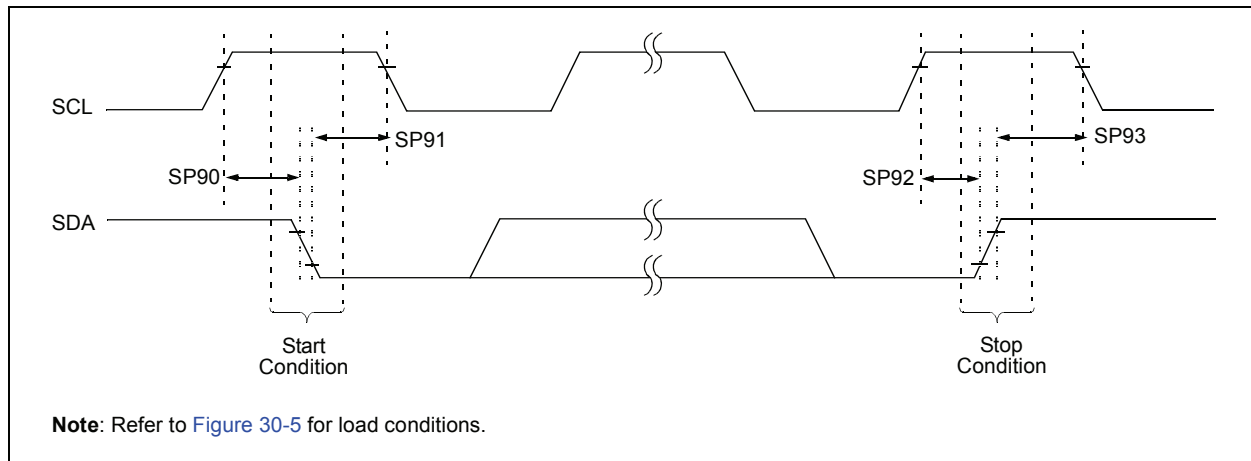 SCL
SP91
SP93
SP90
SP92
SDA
Start
Condition
Stop
Condition
Note: Refer to Figure 30-5 for load conditions.